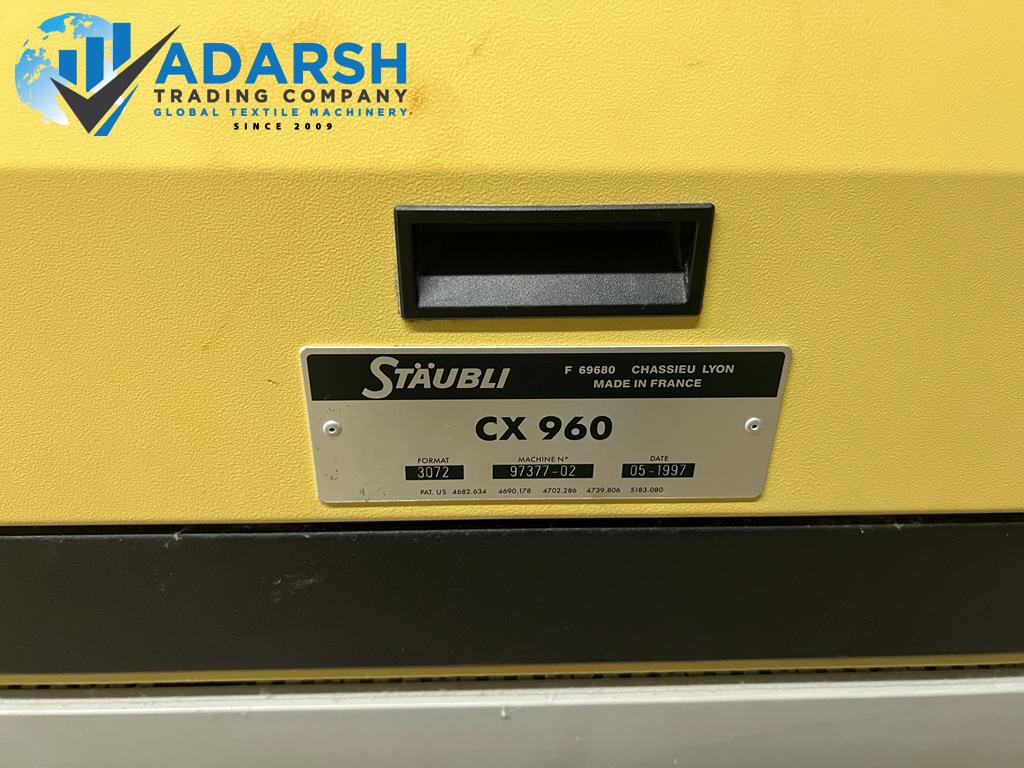 ADARSH
TRADING COMPANY
GLOBAL TEXTILE MACHINERY
SINCE 2009
STÄUBLI
F 69680 CHASSIEU LYON
MADE IN FRANCE
CX 960
FORMAT MACHINE N° DATE
3072 97377-02 05-1997
PAT. US 4682.634 4690.178 4702.286 4739.806 5183.080